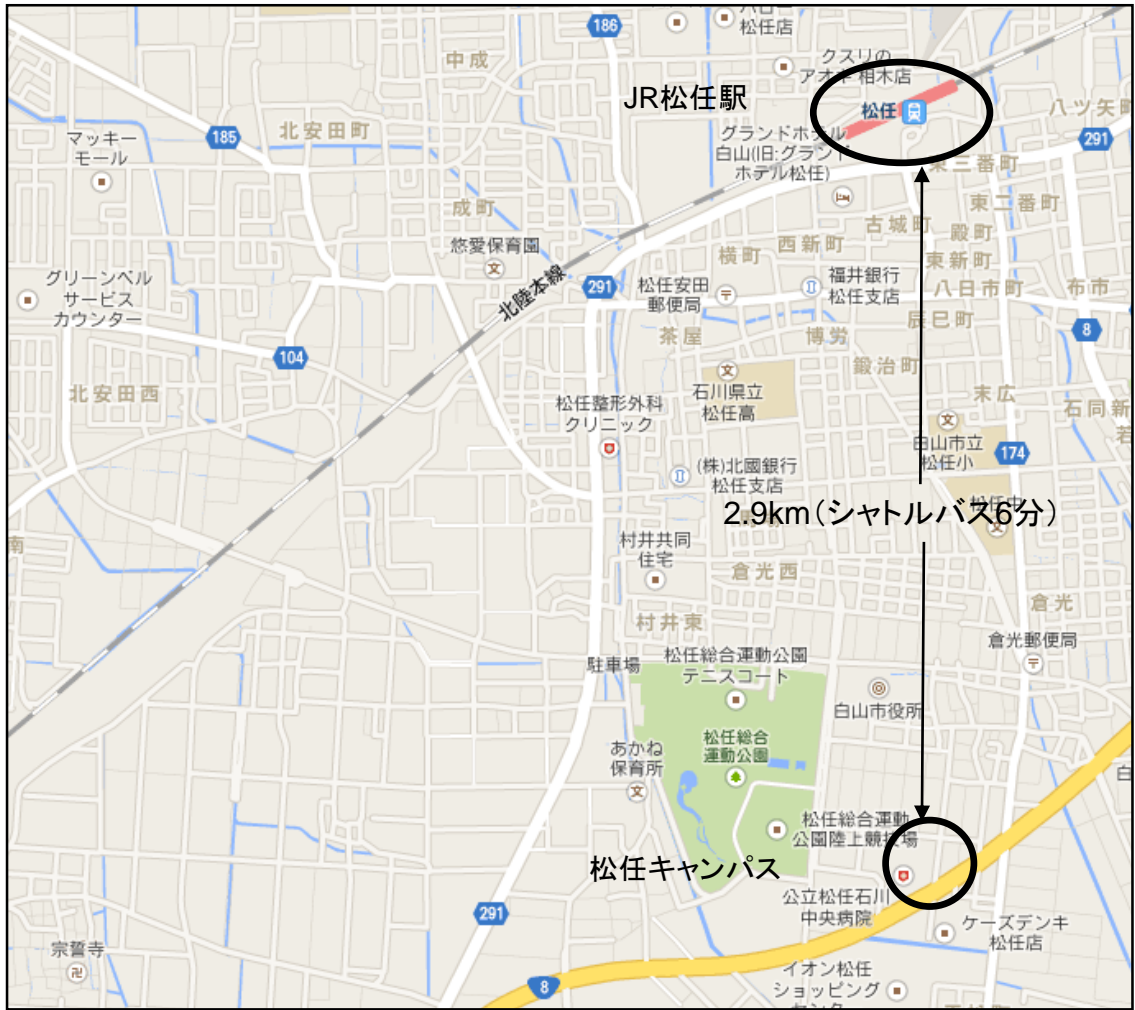 松任店
186
中成
クスリの
アオキ 相木店
JR松任駅
松任
八ツ矢町
185
北安田町
マッキー
モール
グランドホテル
白山(旧:グランド
ホテル松任)
291
東三番町
東二番町
成町
古城町
殿町
西新町
横町
東新町
悠愛保育園
北陸本線
291
松任安田
郵便局
福井銀行
松任支店
八日市町
布市
グリーンベル
サービス
カウンター
辰巳町
8
茶屋
博労
104
鍛治町
北安田西
石川県立
松任高
末広
松任整形外科
クリニック
白山市立
松任小
174
石同新
(株)北國銀行
松任支店
2.9km(シャトルバス6分)
松任中
村井共同
住宅
倉光西
南
倉光
村井東
倉光郵便局
駐車場
松任総合運動公園
テニスコート
白山市役所
松任総合
運動公園
あかね
保育所
白
松任総合運動
公園陸上競技場
松任キャンパス
公立松任石川
中央病院
291
ケーズデンキ
松任店
宗誓寺
イオン松任
ショッピング
8